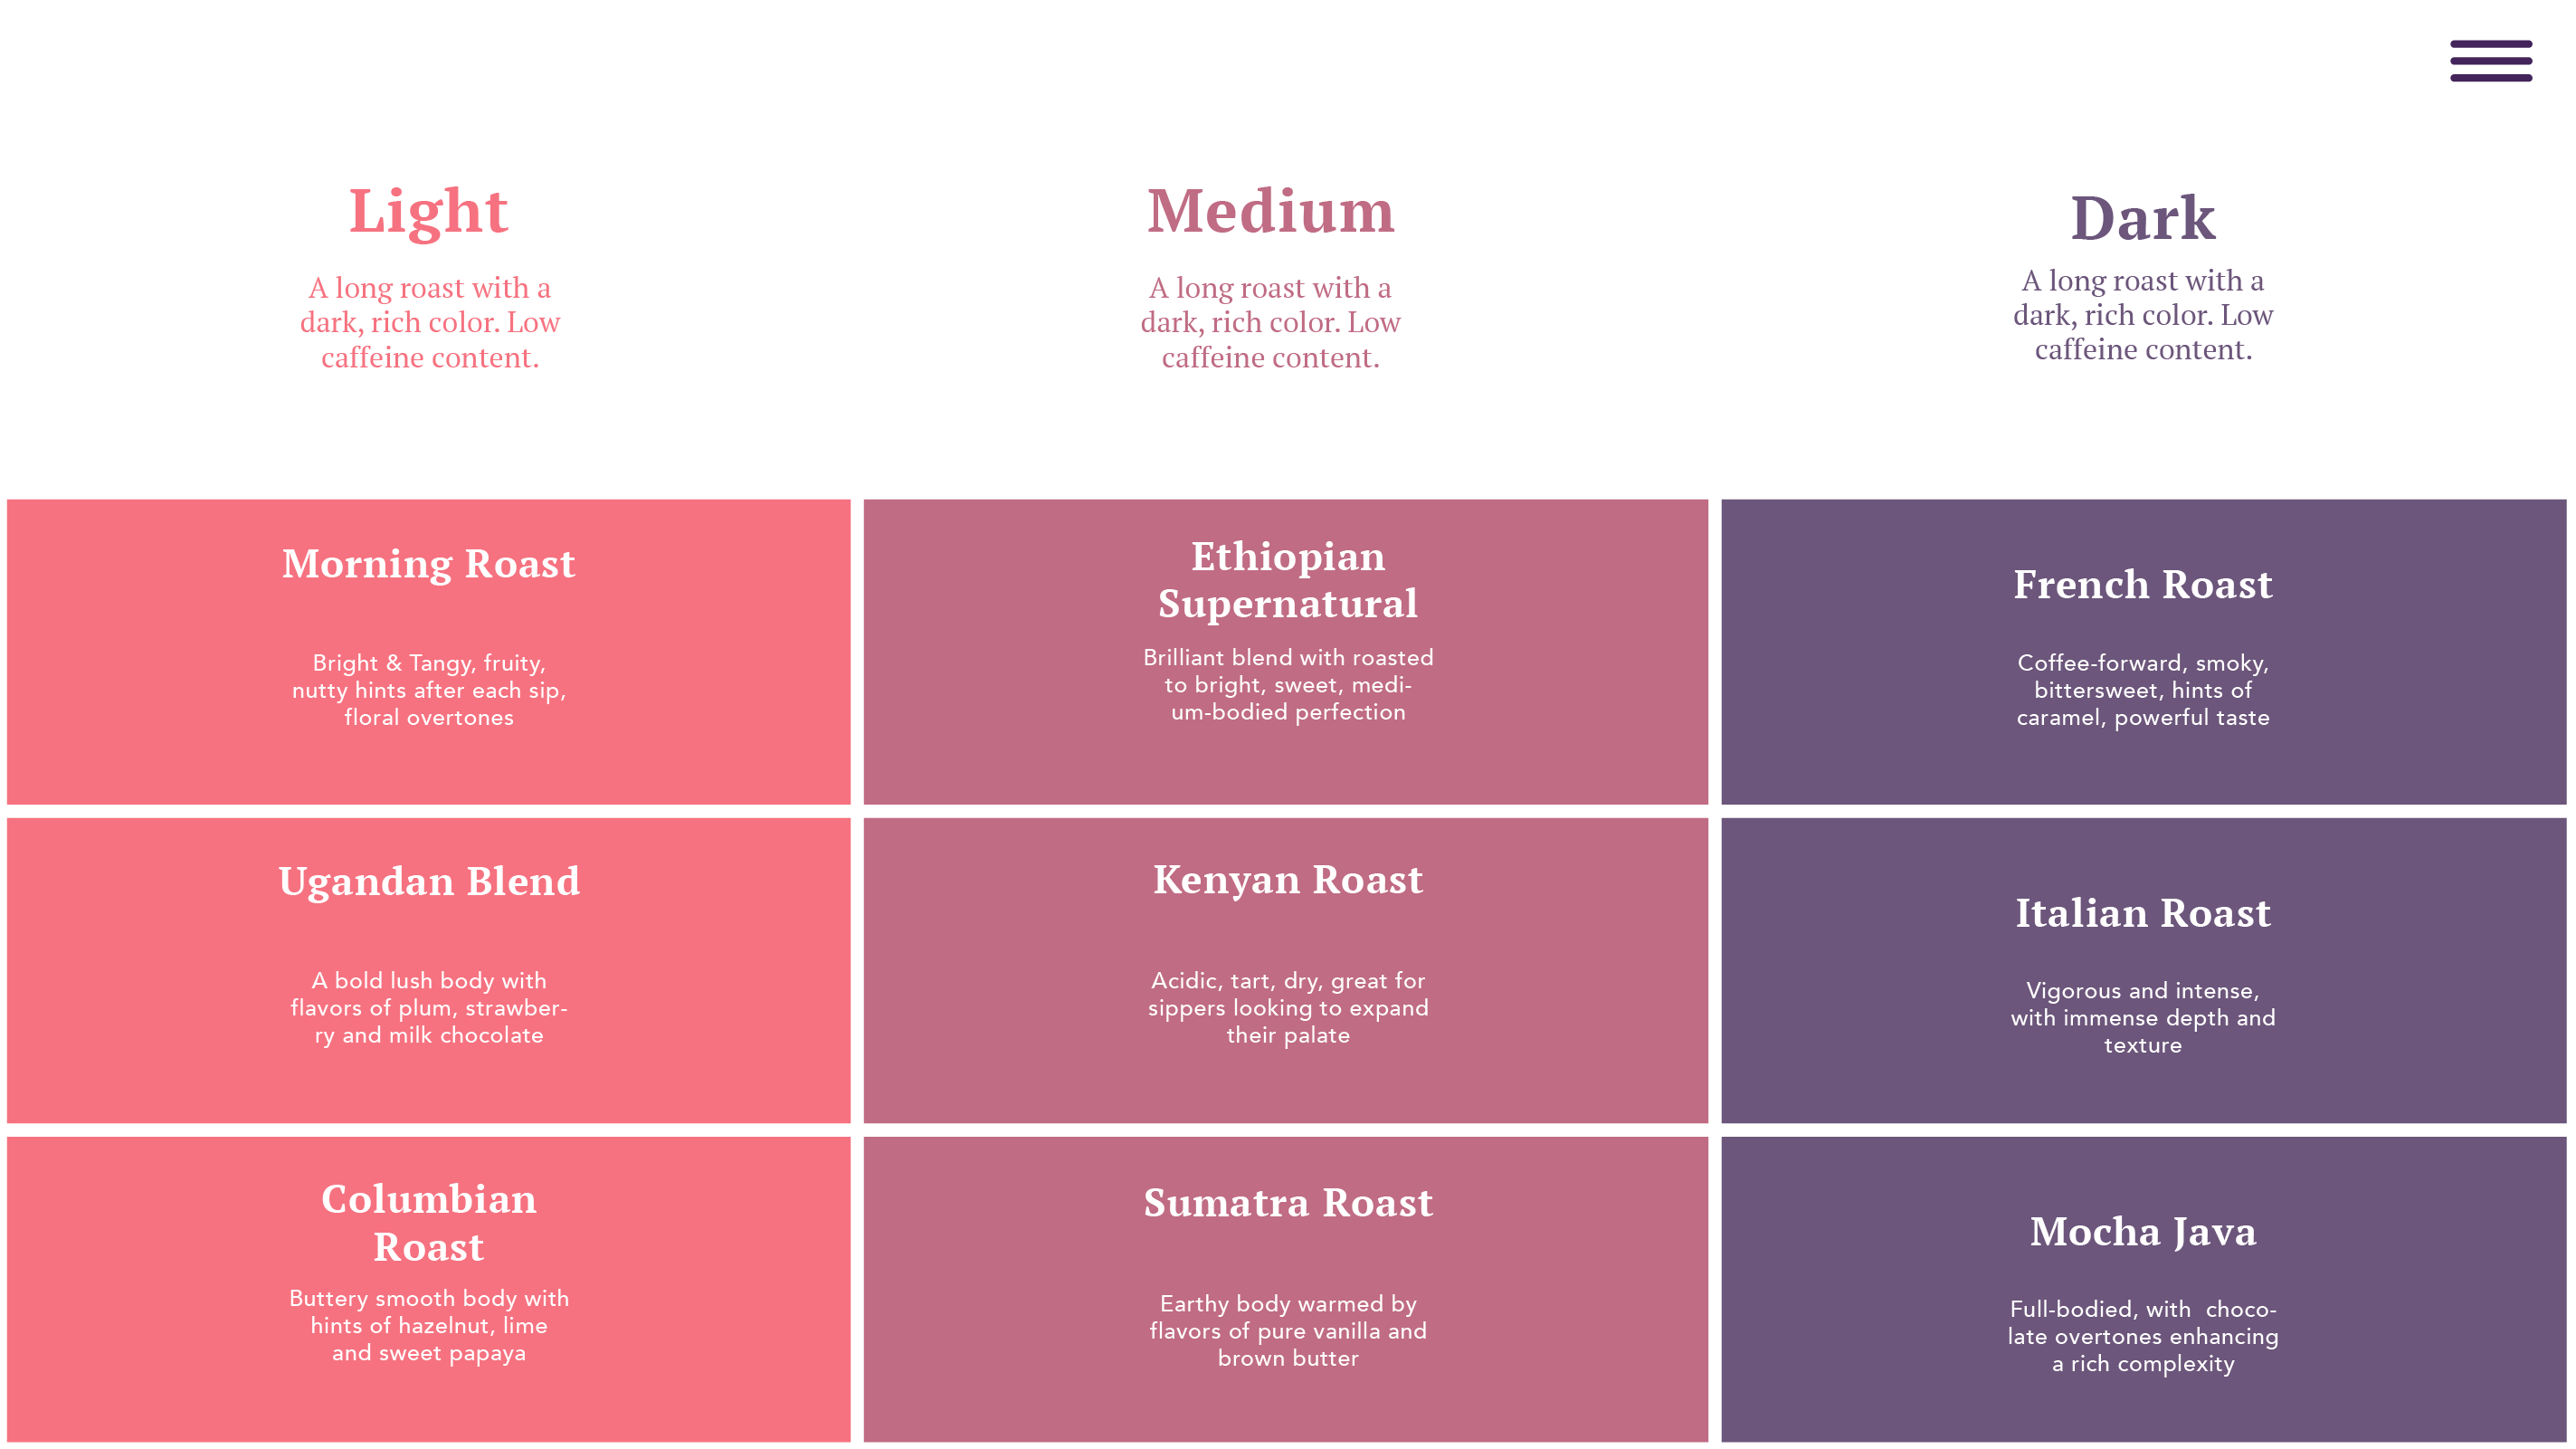 Light
A long roast with a
dark, rich color. Low
caffeine content.
Medium
A long roast with a
dark, rich color. Low
caffeine content.
Dark
A long roast with a
dark, rich color. Low
caffeine content.
Morning Roast
Bright & Tangy, fruity,
nutty hints after each sip,
floral overtones
Ethiopian
Supernatural
Brilliant blend with roasted
to bright, sweet, medi-
um-bodied perfection
French Roast
Coffee-forward, smoky,
bittersweet, hints of
caramel, powerful taste
Ugandan Blend
A bold lush body with
flavors of plum, strawber-
ry and milk chocolate
Kenyan Roast
Acidic, tart, dry, great for
sippers looking to expand
their palate
Italian Roast
Vigorous and intense,
with immense depth and
texture
Columbian
Roast
Buttery smooth body with
hints of hazelnut, lime
and sweet papaya
Sumatra Roast
Earthy body warmed by
flavors of pure vanilla and
brown butter
Mocha Java
Full-bodied, with  choco-
late overtones enhancing
a rich complexity